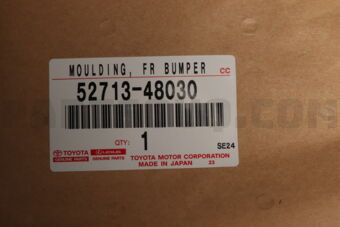 MOULDING, FR BUMPER CC
52713-48030
QTY: 1 SE24
TOYOTA LEXUS TOYOTA MOTOR CORPORATION
GENUINE PARTS GENUINE PARTS MADE IN JAPAN 23